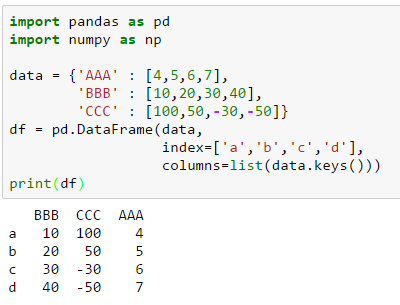 import pandas as pd
import numpy as np

data = {'AAA' : [4,5,6,7],
        'BBB' : [10,20,30,40],
        'CCC' : [100,50,-30,-50]}
df = pd.DataFrame(data,
                  index=['a','b','c','d'],
                  columns=list(data.keys()))
print(df)

   BBB  CCC  AAA
a   10  100    4
b   20   50    5
c   30  -30    6
d   40  -50    7